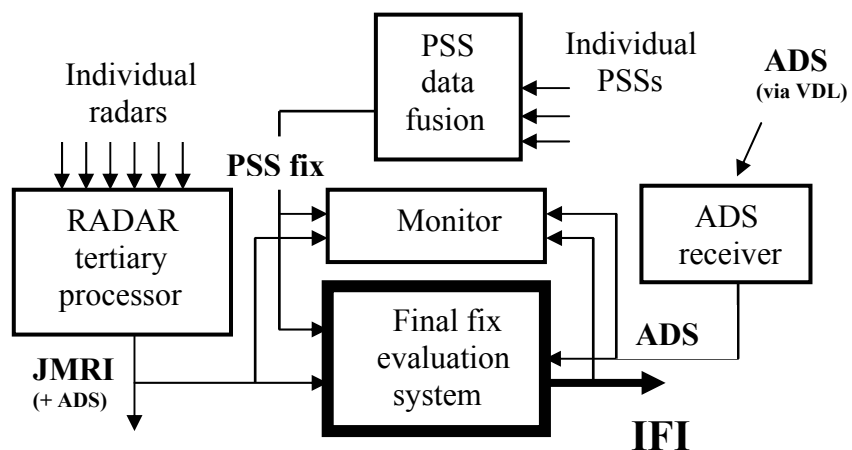 Individual
radars
PSS
data
fusion
Individual
PSSs
ADS
(via VDL)
PSS fix
RADAR
tertiary
processor
Monitor
ADS
receiver
Final fix
evaluation
system
ADS
JMRI
(+ ADS)
IFI